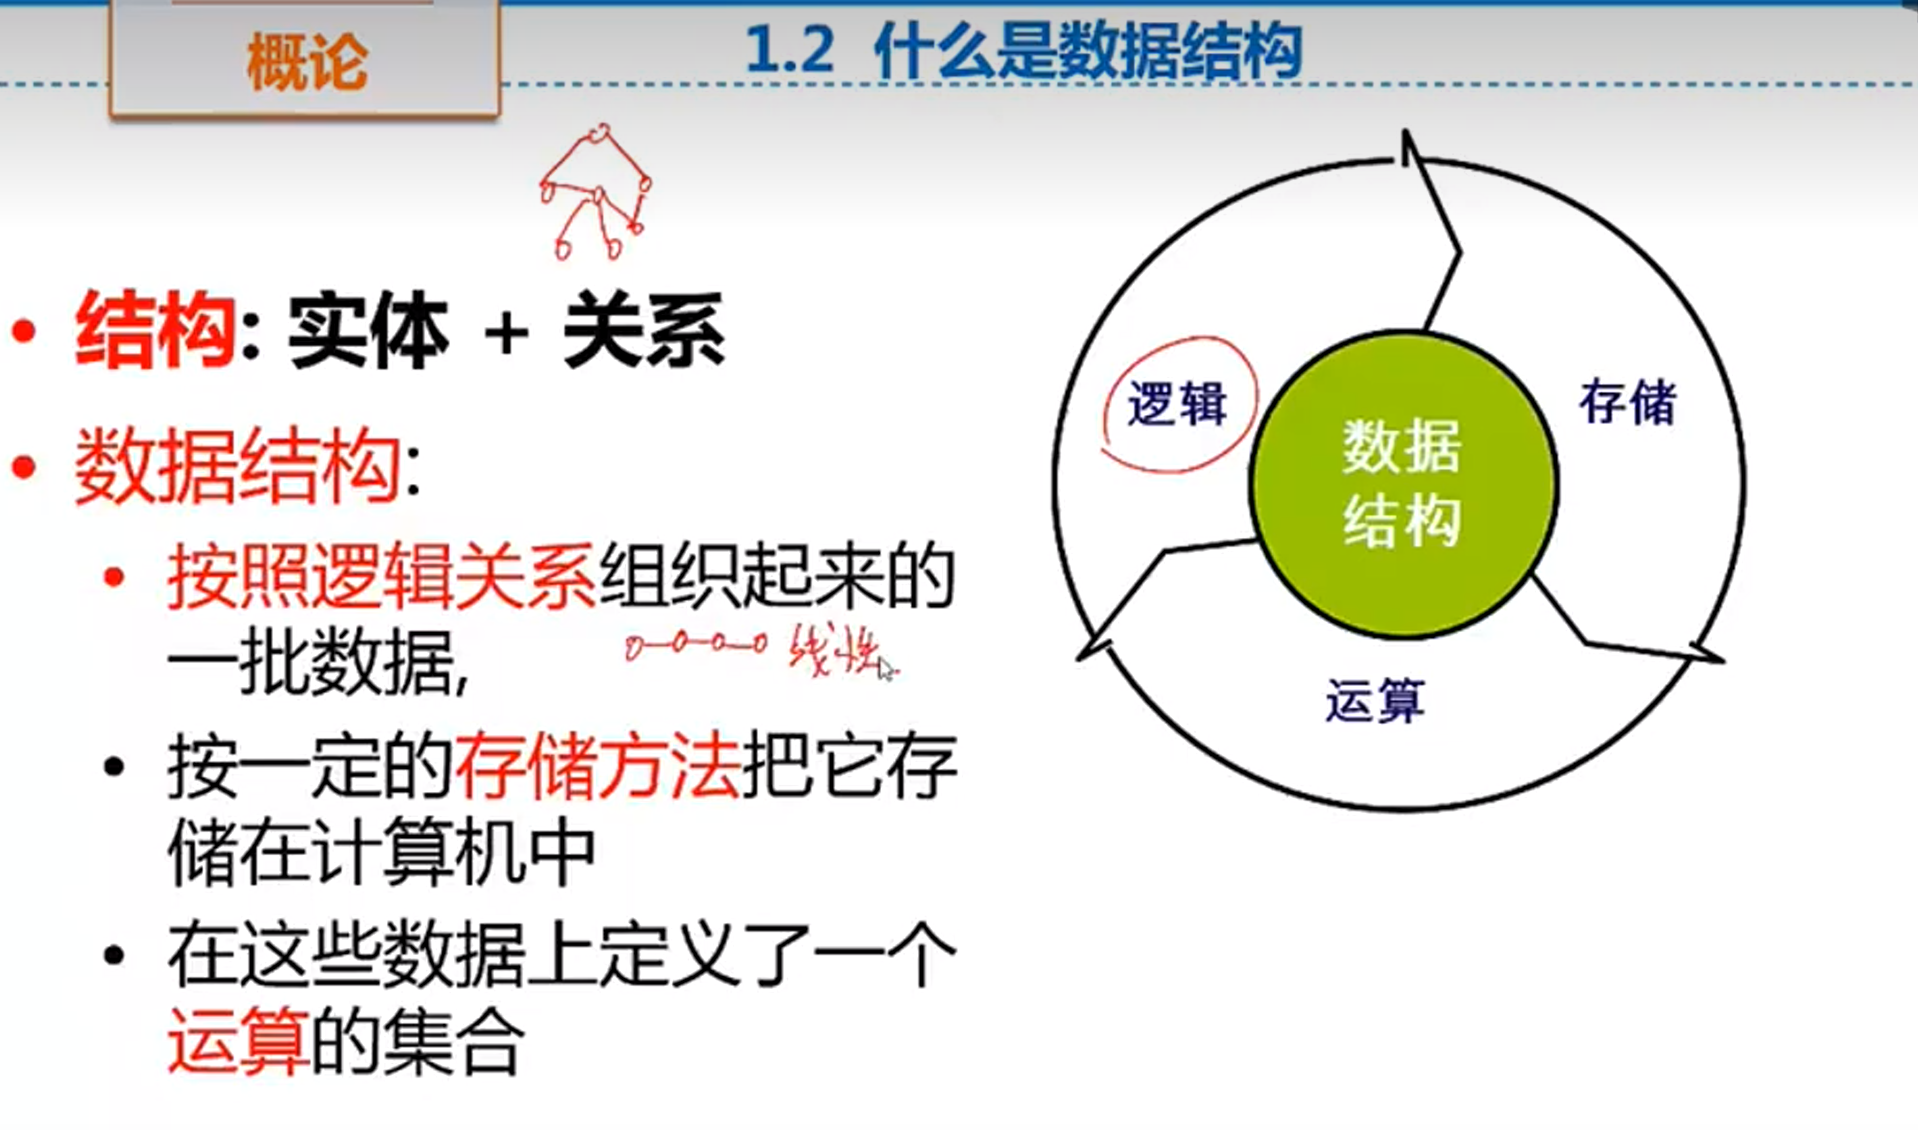 概论
1.2 什么是数据结构
• 结构: 实体 + 关系
• 数据结构:
• 按照逻辑关系组织起来的
一批数据,
线性
• 按一定的存储方法把它存
储在计算机中
• 在这些数据上定义了一个
运算的集合
逻辑
存储
数据
结构
运算